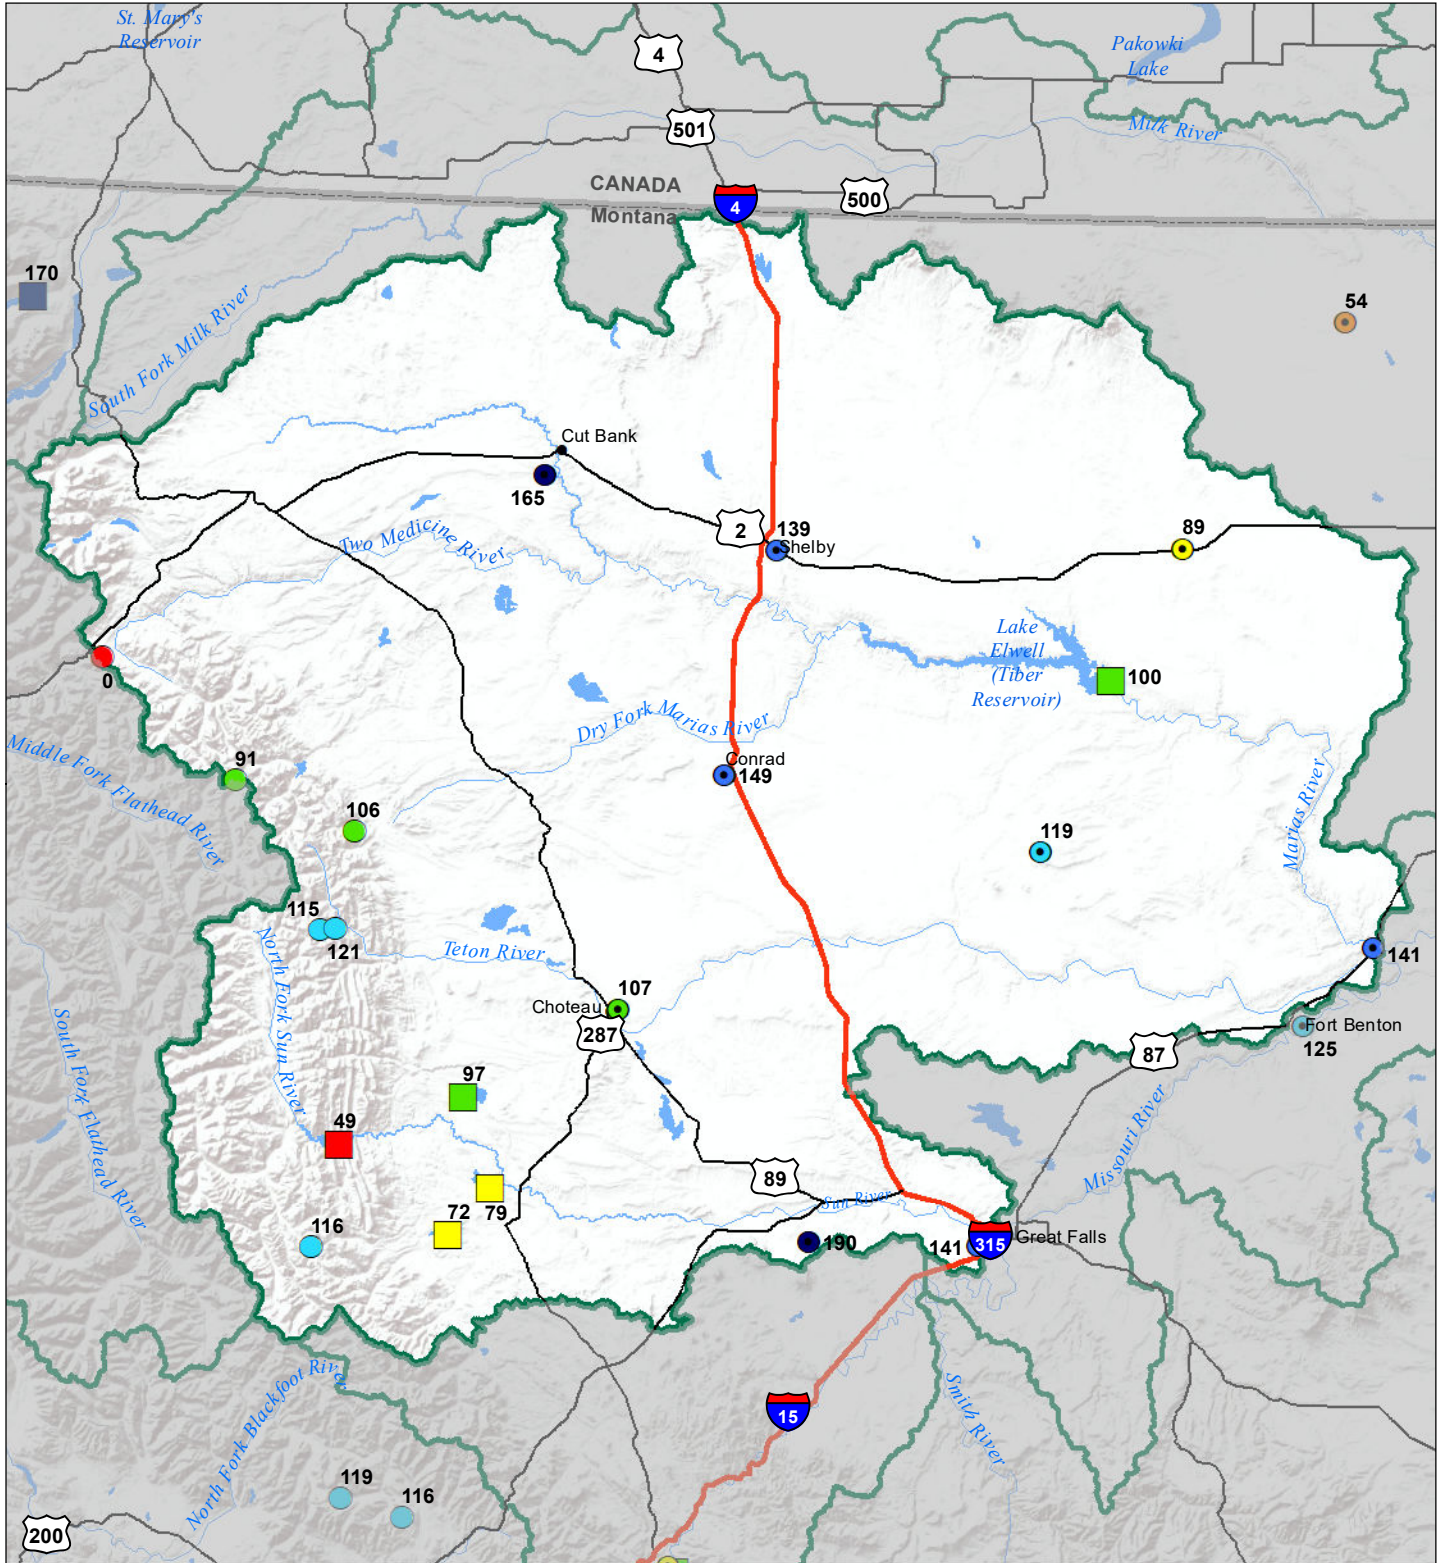 St. Mary's
Reservoir
Pakowki
Lake
4
501
Milk River
CANADA
Montana
4
500
170
South Fork Milk River
54
Cut Bank
165
2
139
Shelby
89
Two Medicine River
Lake
Elwell
(Tiber
Reservoir)
100
0
Dry Fork Marias River
Middle Fork Flathead River
91
Conrad
149
106
Marias River
119
115
121
North Fork Sun River
Teton River
141
107
Choteau
287
Fort Benton
125
87
South Fork Flathead River
97
49
Missouri River
89
79
72
Sun River
116
190
141
315
Great Falls
North Fork Blackfoot River
15
Smith River
119
116
200